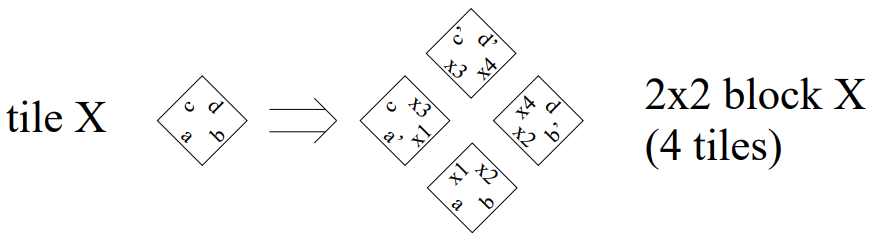 tile X
c d
a b
c' d'
x3 x4
c x3
a' x1
x4 d
x2 b'
x1 x2
a b
2x2 block X
(4 tiles)